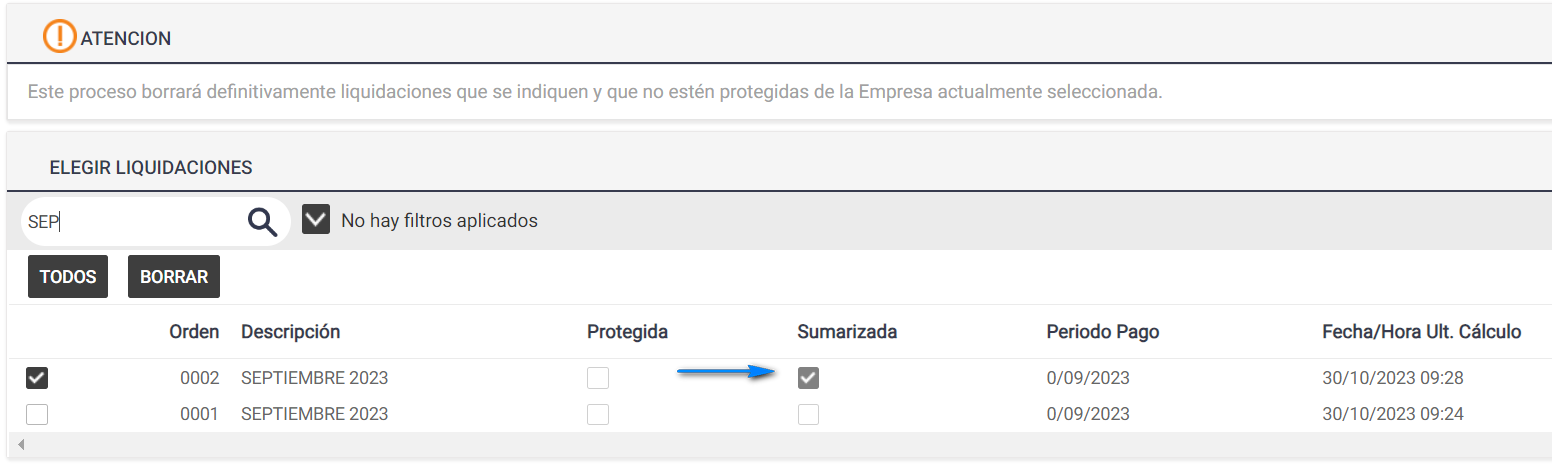 ATENCION
Este proceso borrará definitivamente liquidaciones que se indiquen y que no estén protegidas de la Empresa actualmente seleccionada.
ELEGIR LIQUIDACIONES
SEP No hay filtros aplicados
TODOS BORRAR
Orden Descripción Protegida Sumarizada Periodo Pago Fecha/Hora Ult. Cálculo
0002 SEPTIEMBRE 2023 0/09/2023 30/10/2023 09:28
0001 SEPTIEMBRE 2023 0/09/2023 30/10/2023 09:24